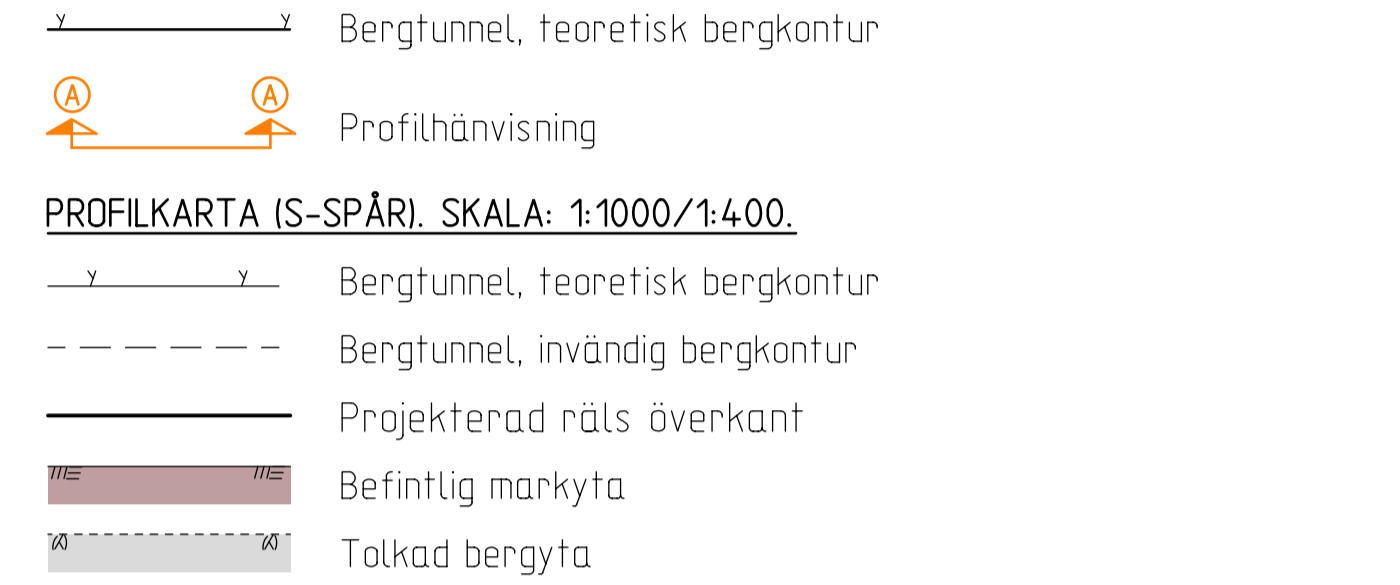 Bergtunnel, teoretisk bergkontur
A A
Profilhänvisning
PROFILKARTA (S-SPÅR). SKALA: 1:1000/1:400.
Bergtunnel, teoretisk bergkontur
Bergtunnel, invändig bergkontur
Projekterad räls överkant
Befintlig markyta
Tolkad bergyta